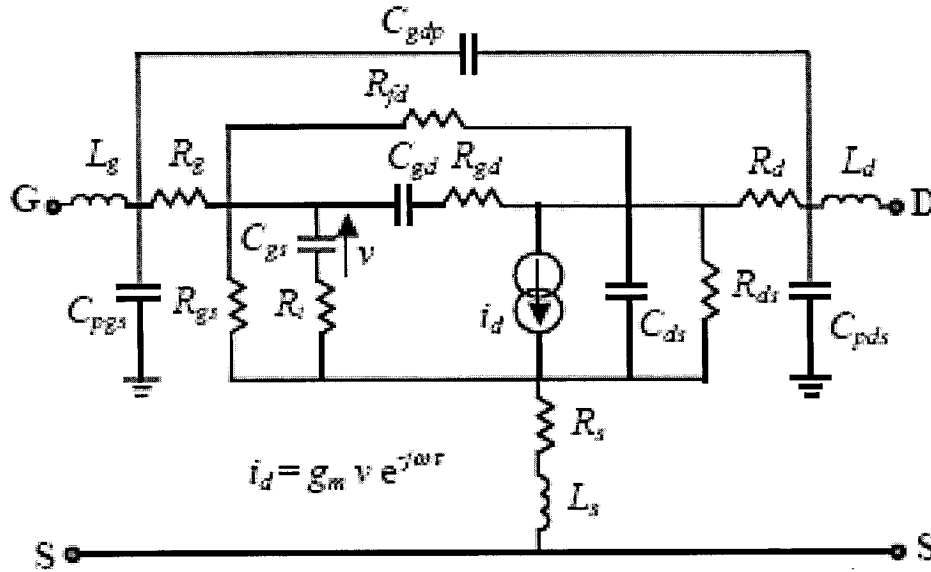 C_gdp
R_fd
L_g R_g C_gd R_gd R_d L_d
G D
C_gs v
C_pgs R_gs R_i i_d C_ds R_ds C_pds
R_s
i_d = g_m v e^-jωτ
L_s
S S